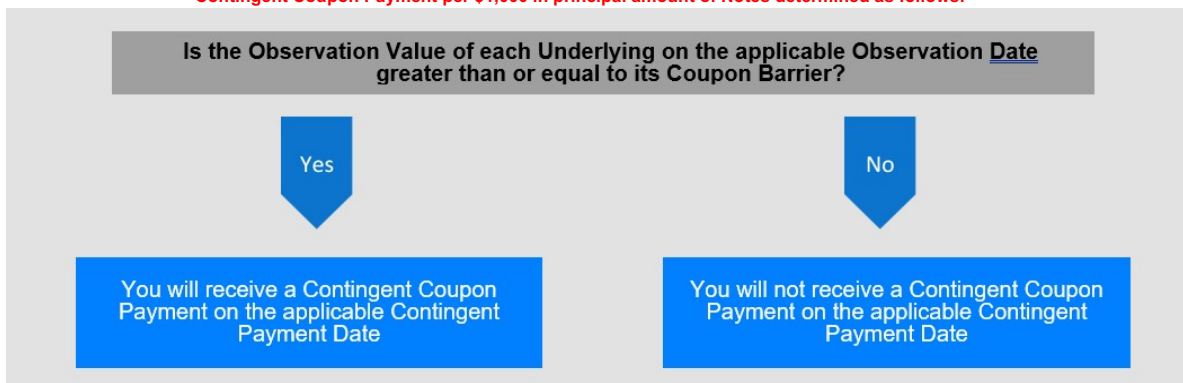 Contingent Coupon Payment per $1,000 in principal amount of Notes determined as follows:
Is the Observation Value of each Underlying on the applicable Observation Date
greater than or equal to its Coupon Barrier?
Yes
No
You will receive a Contingent Coupon
Payment on the applicable Contingent
Payment Date
You will not receive a Contingent Coupon
Payment on the applicable Contingent
Payment Date